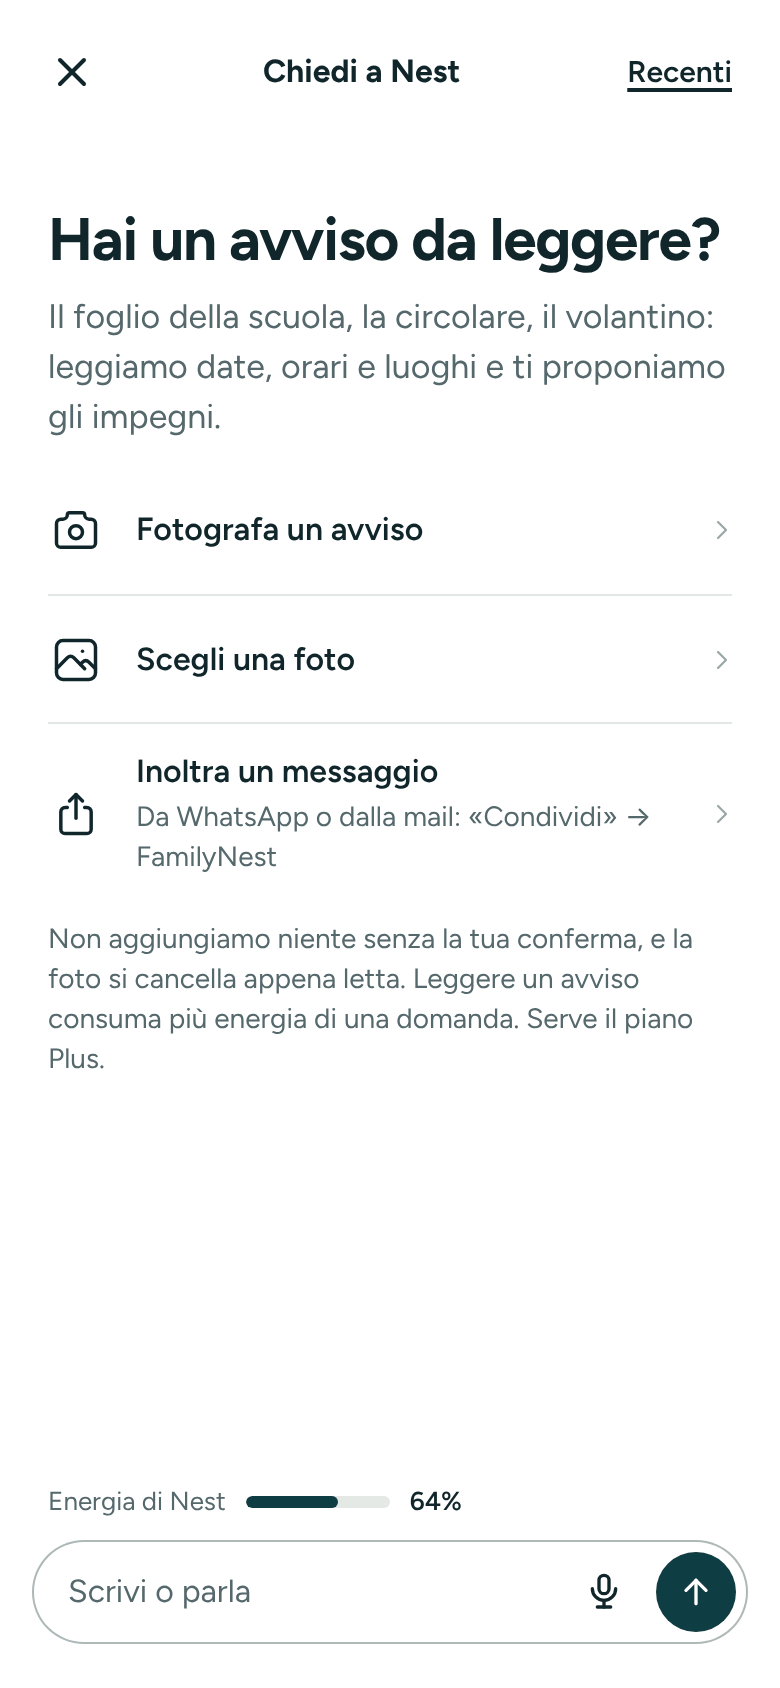 Chiedi a Nest
Recenti
Hai un avviso da leggere?
Il foglio della scuola, la circolare, il volantino:
leggiamo date, orari e luoghi e ti proponiamo
gli impegni.
Fotografa un avviso
Scegli una foto
Inoltra un messaggio
Da WhatsApp o dalla mail: «Condividi» →
FamilyNest
Non aggiungiamo niente senza la tua conferma, e la
foto si cancella appena letta. Leggere un avviso
consuma più energia di una domanda. Serve il piano
Plus.
Energia di Nest 64%
Scrivi o parla